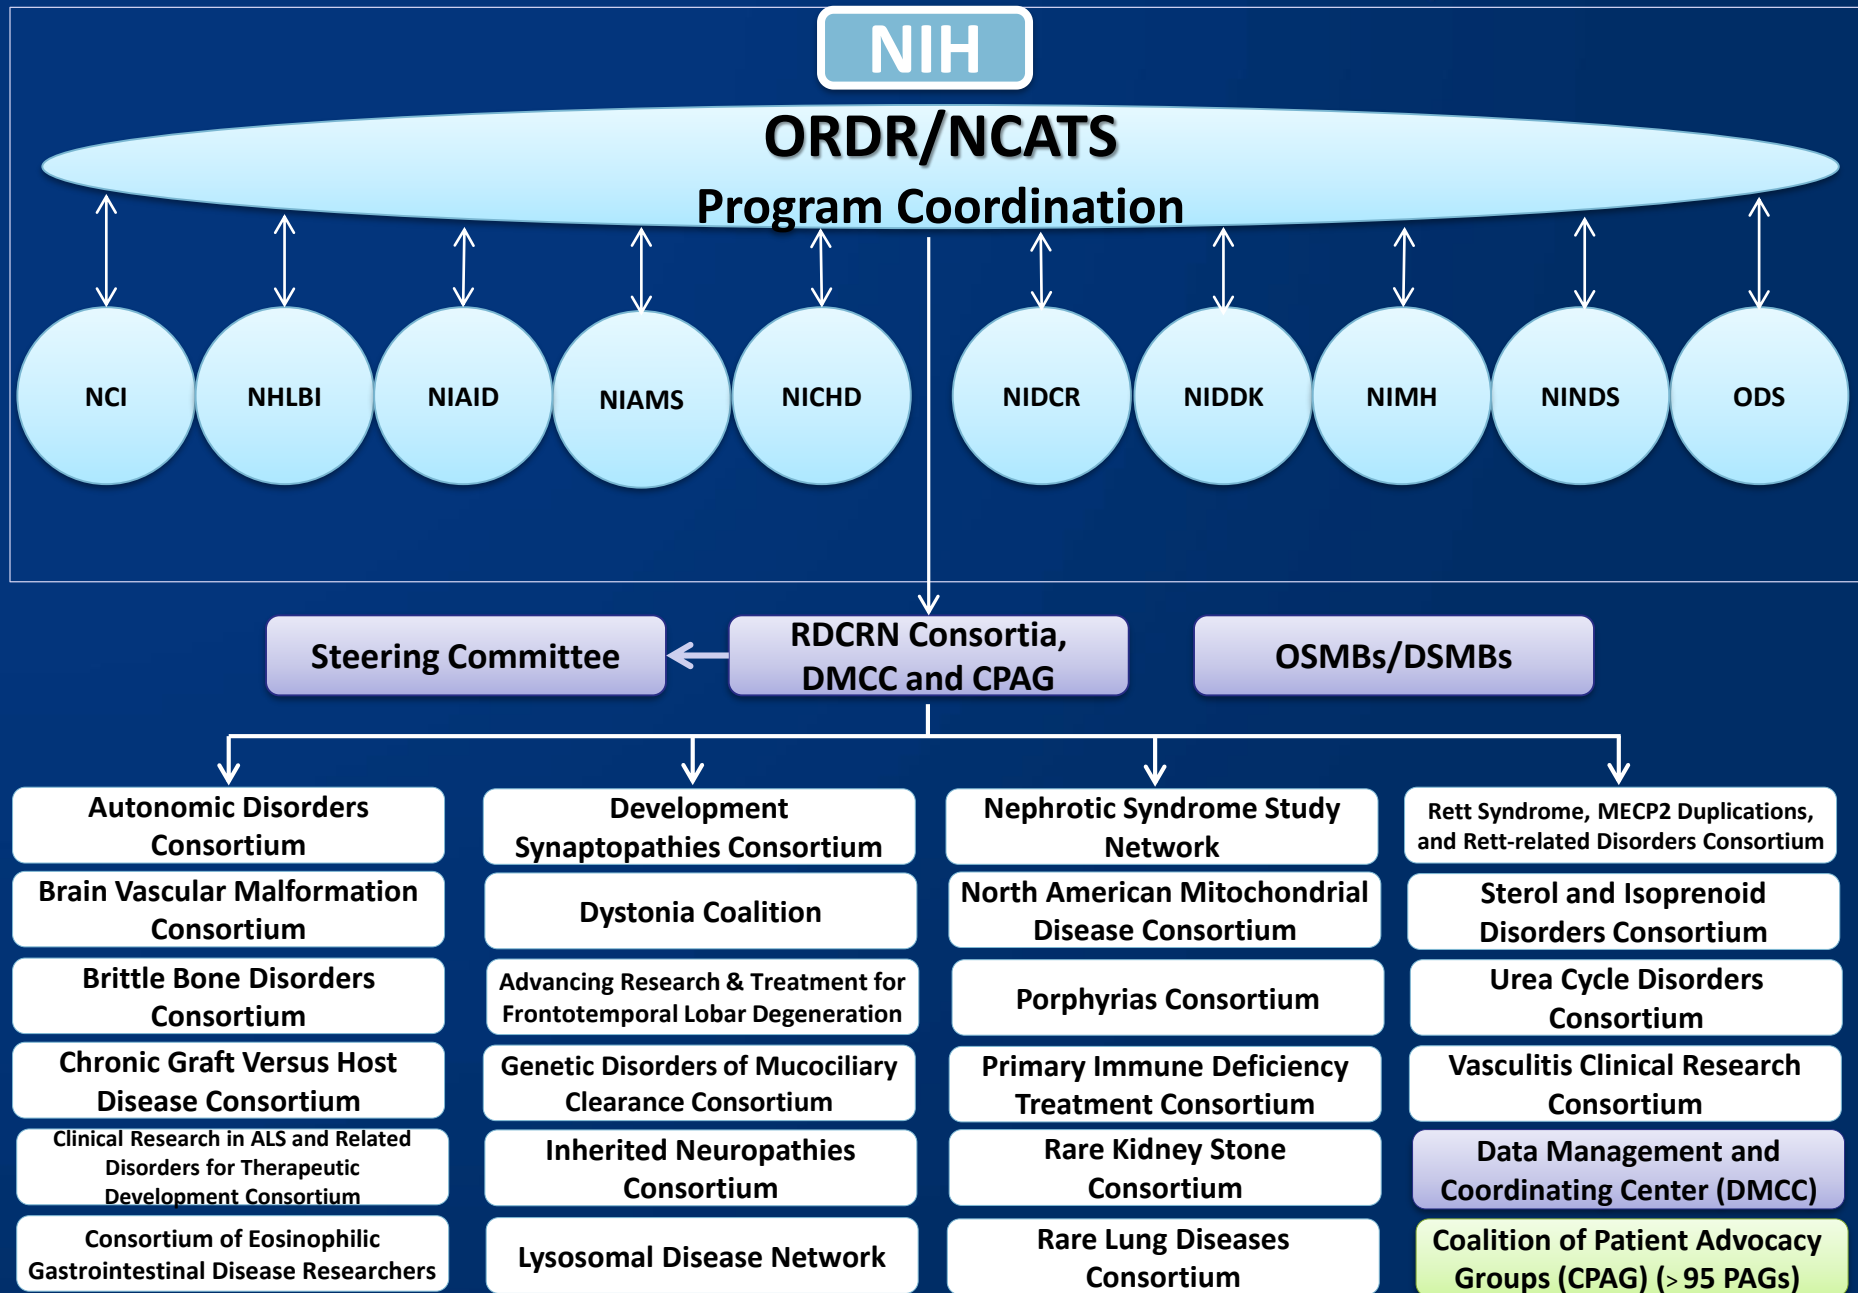 NIH
ORDR/NCATS
Program Coordination
NCI
NHLBI
NIAID
NIAMS
NICHD
NIDCR
NIDDK
NIMH
NINDS
ODS
Steering Committee
RDCRN Consortia,
DMCC and CPAG
OSMBs/DSMBs
Autonomic Disorders
Consortium
Brain Vascular Malformation
Consortium
Brittle Bone Disorders
Consortium
Chronic Graft Versus Host
Disease Consortium
Clinical Research in ALS and Related
Disorders for Therapeutic
Development Consortium
Consortium of Eosinophilic
Gastrointestinal Disease Researchers
Development
Synaptopathies Consortium
Dystonia Coalition
Advancing Research & Treatment for
Frontotemporal Lobar Degeneration
Genetic Disorders of Mucociliary
Clearance Consortium
Inherited Neuropathies
Consortium
Lysosomal Disease Network
Nephrotic Syndrome Study
Network
North American Mitochondrial
Disease Consortium
Porphyrias Consortium
Primary Immune Deficiency
Treatment Consortium
Rare Kidney Stone
Consortium
Rare Lung Diseases
Consortium
Rett Syndrome, MECP2 Duplications,
and Rett-related Disorders Consortium
Sterol and Isoprenoid
Disorders Consortium
Urea Cycle Disorders
Consortium
Vasculitis Clinical Research
Consortium
Data Management and
Coordinating Center (DMCC)
Coalition of Patient Advocacy
Groups (CPAG) (> 95 PAGs)